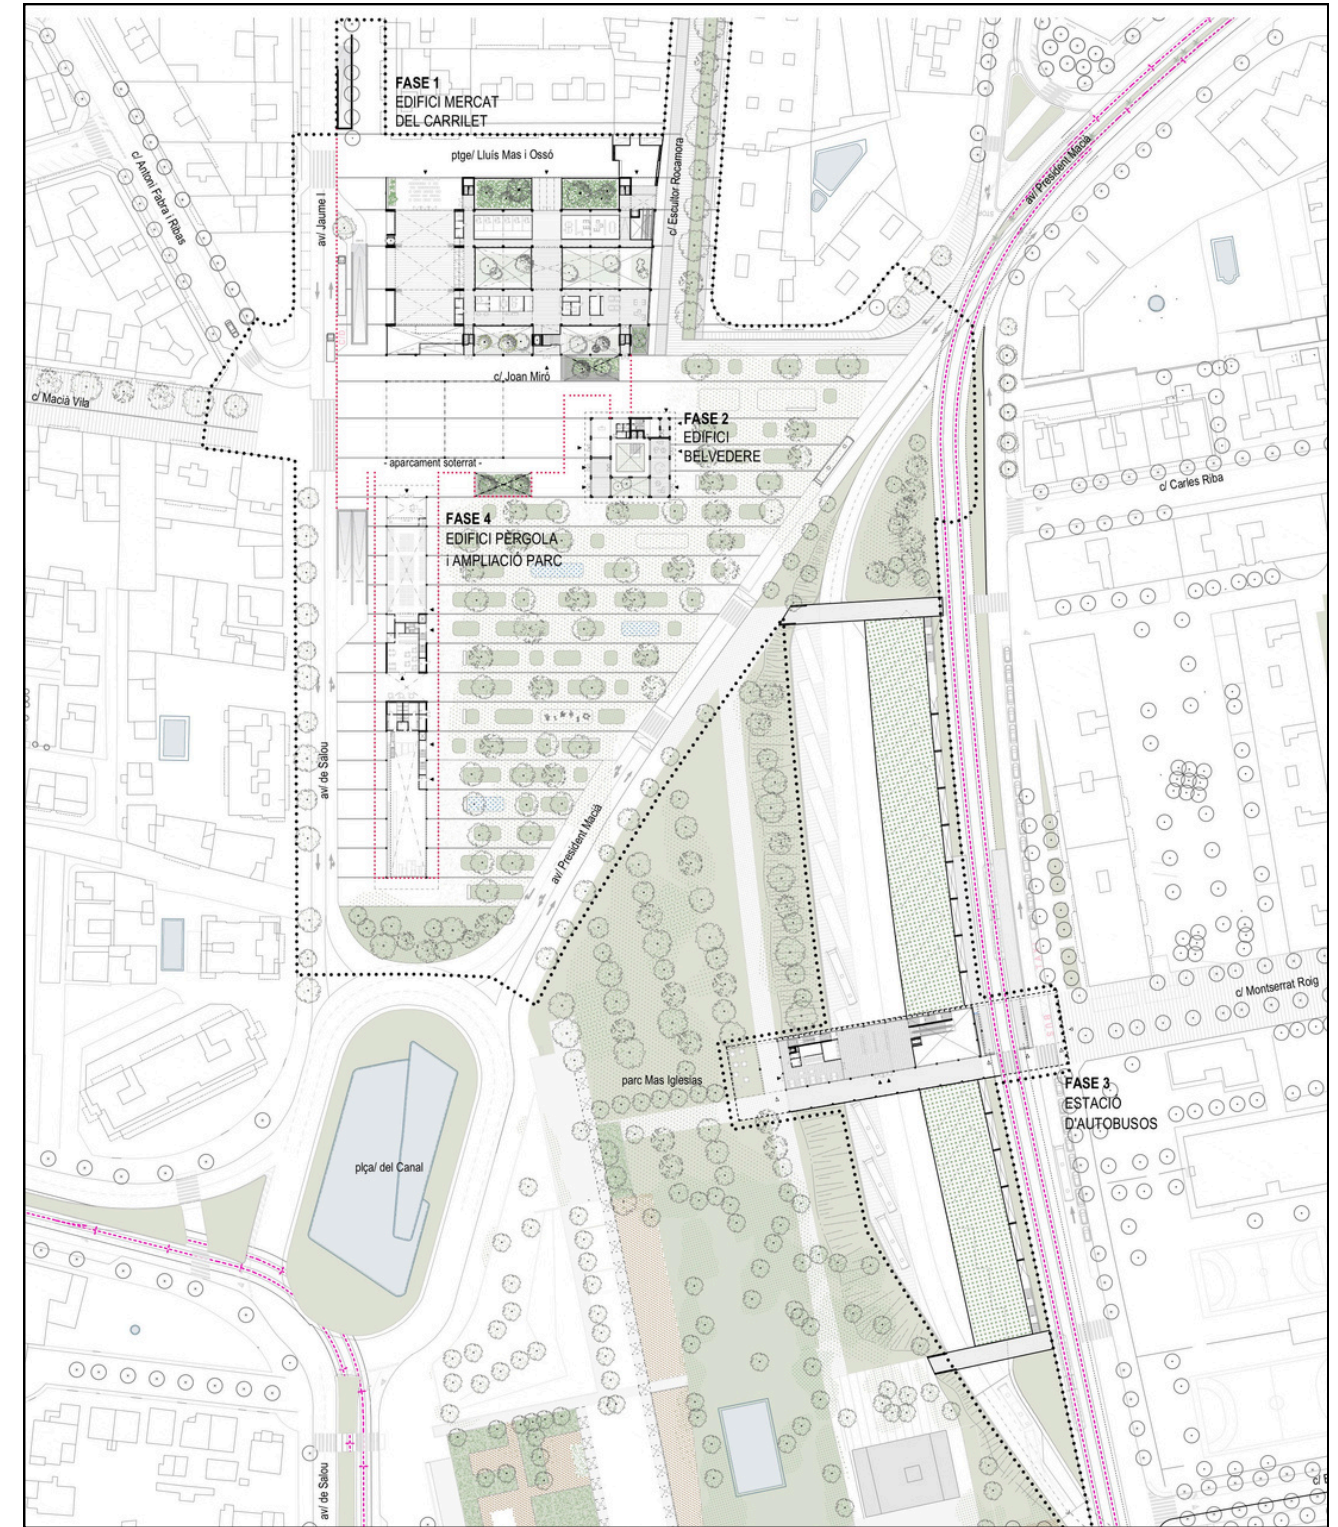 FASE 1
EDIFICI MERCAT
DEL CARRILET
ptge/ Lluís Mas i Ossó
c/ Antoni Fabra i Ribas
av/ Jaume I
c/ Escultor Rocamora
av/ President Macià
c/ Macià Vila
c/ Joan Miró
FASE 2
EDIFICI
BELVEDERE
- aparcament soterrat -
c/ Carles Riba
FASE 4
EDIFICI PÈRGOLA
i AMPLIACIÓ PARC
av/ de Salou
av/ President Macià
c/ Montserrat Roig
BUS
parc Mas Iglesias
FASE 3
ESTACIÓ
D'AUTOBUSOS
plça/ del Canal
av/ de Salou